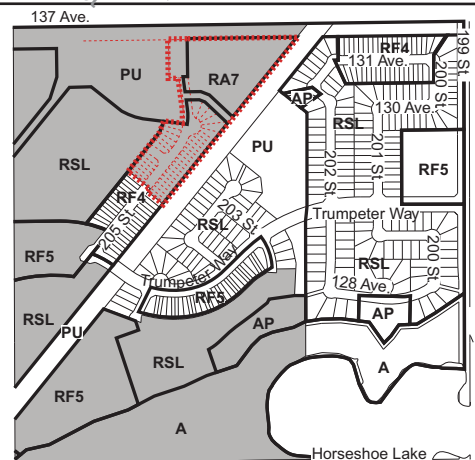 137 Ave.
RF4
131 Ave.
199 St
200 St
PU
RA7
AP
130 Ave.
RSL
PU
RSL
202 St
201 St
RF5
RF4
205 St
203 St
RSL
Trumpeter Way
RF5
Trumpeter Way
RF5
RSL
200 St
128 Ave.
RSL
PU
AP
AP
RSL
A
RF5
A
Horseshoe Lake